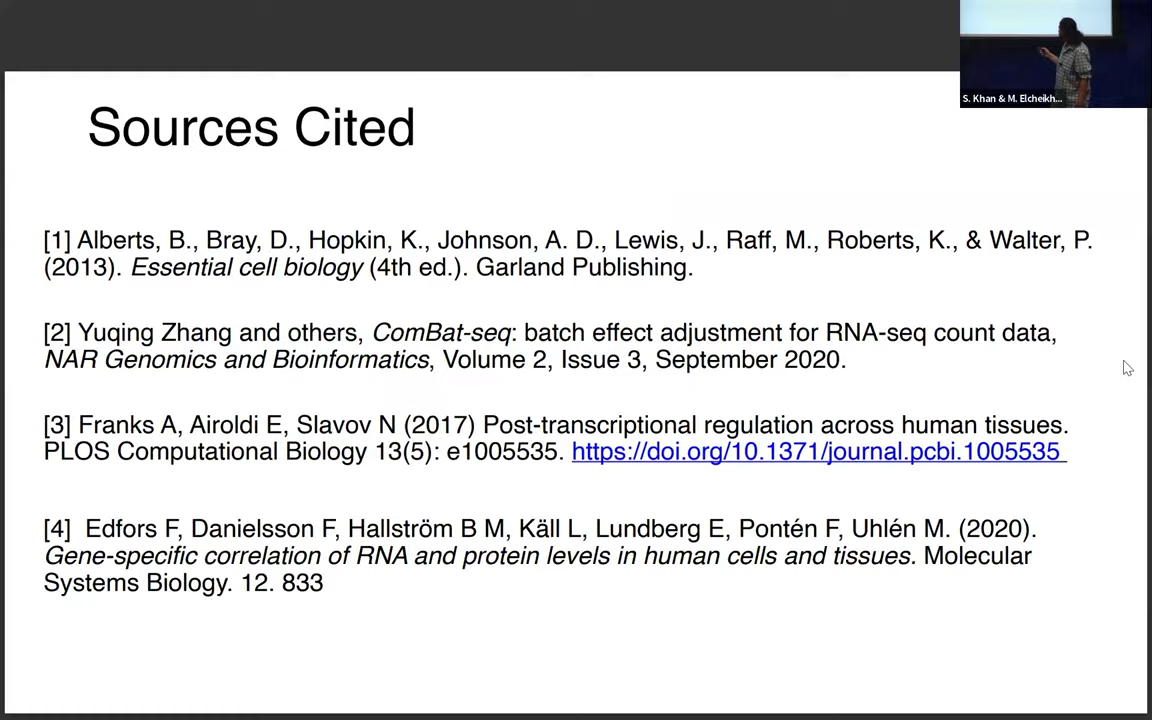 S. Khan & M. Elcheikh...
Sources Cited
[1] Alberts, B., Bray, D., Hopkin, K., Johnson, A. D., Lewis, J., Raff, M., Roberts, K., & Walter, P.
(2013). Essential cell biology (4th ed.). Garland Publishing.
[2] Yuqing Zhang and others, ComBat-seq: batch effect adjustment for RNA-seq count data,
NAR Genomics and Bioinformatics, Volume 2, Issue 3, September 2020.
[3] Franks A, Airoldi E, Slavov N (2017) Post-transcriptional regulation across human tissues.
PLOS Computational Biology 13(5): e1005535. https://doi.org/10.1371/journal.pcbi.1005535
[4] Edfors F, Danielsson F, Hallström B M, Käll L, Lundberg E, Pontén F, Uhlén M. (2020).
Gene-specific correlation of RNA and protein levels in human cells and tissues. Molecular
Systems Biology. 12. 833